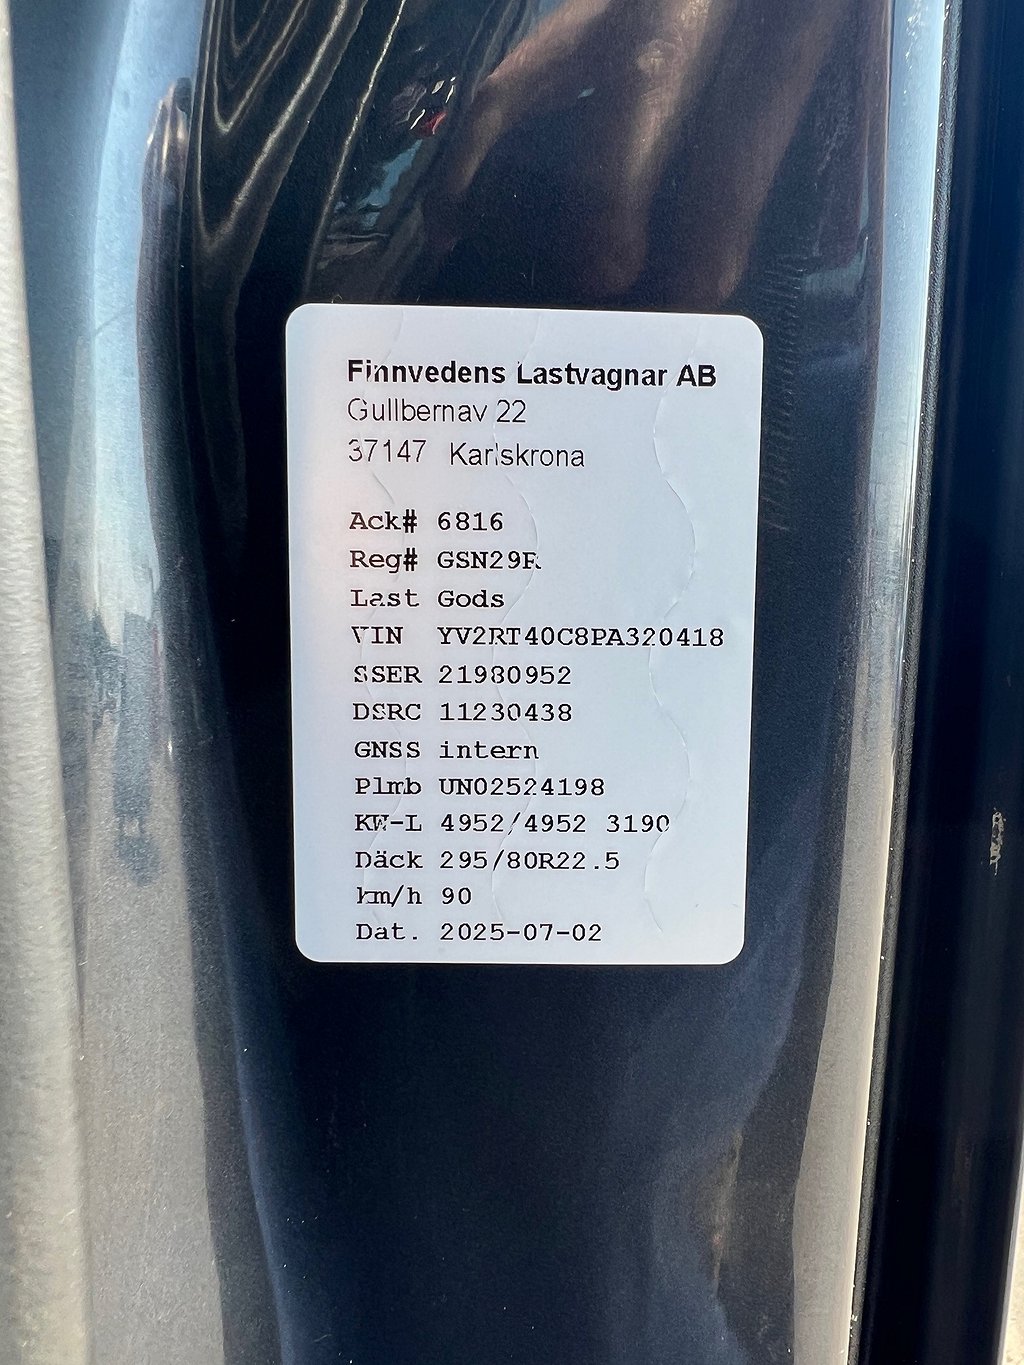 Finnvedens Lastvagnar AB
Gullbernav 22
37147 Karlskrona
Ack# 6816
Reg# GSN29R
Last Gods
VIN YV2RT40C8PA320418
SSER 21980952
DSRC 11230438
GNSS intern
Plmb UN02524198
KW-L 4952/4952 3190
Däck 295/80R22.5
km/h 90
Dat. 2025-07-02